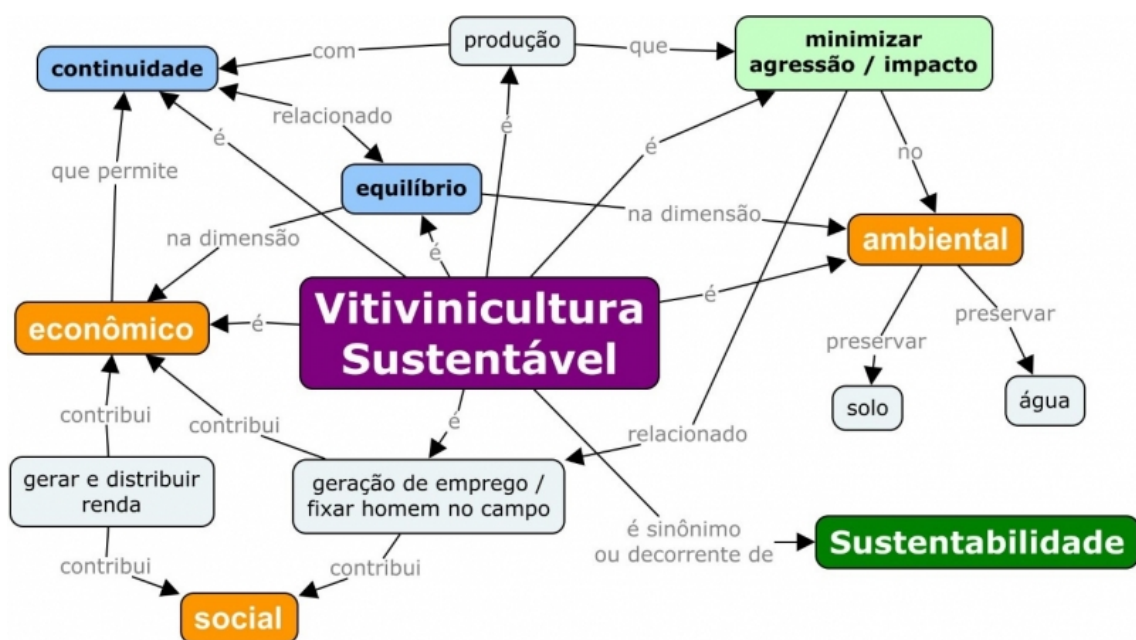 produção
com
que
minimizar
agressão / impacto
continuidade
relacionado
é
é
é
no
que permite
equilíbrio
na dimensão
ambiental
na dimensão
é
Vitivinicultura
Sustentável
é
econômico
é
preservar
preservar
solo
água
contribui
contribui
é
relacionado
gerar e distribuir
renda
geração de emprego /
fixar homem no campo
é sinônimo
ou decorrente de
Sustentabilidade
contribui
contribui
social